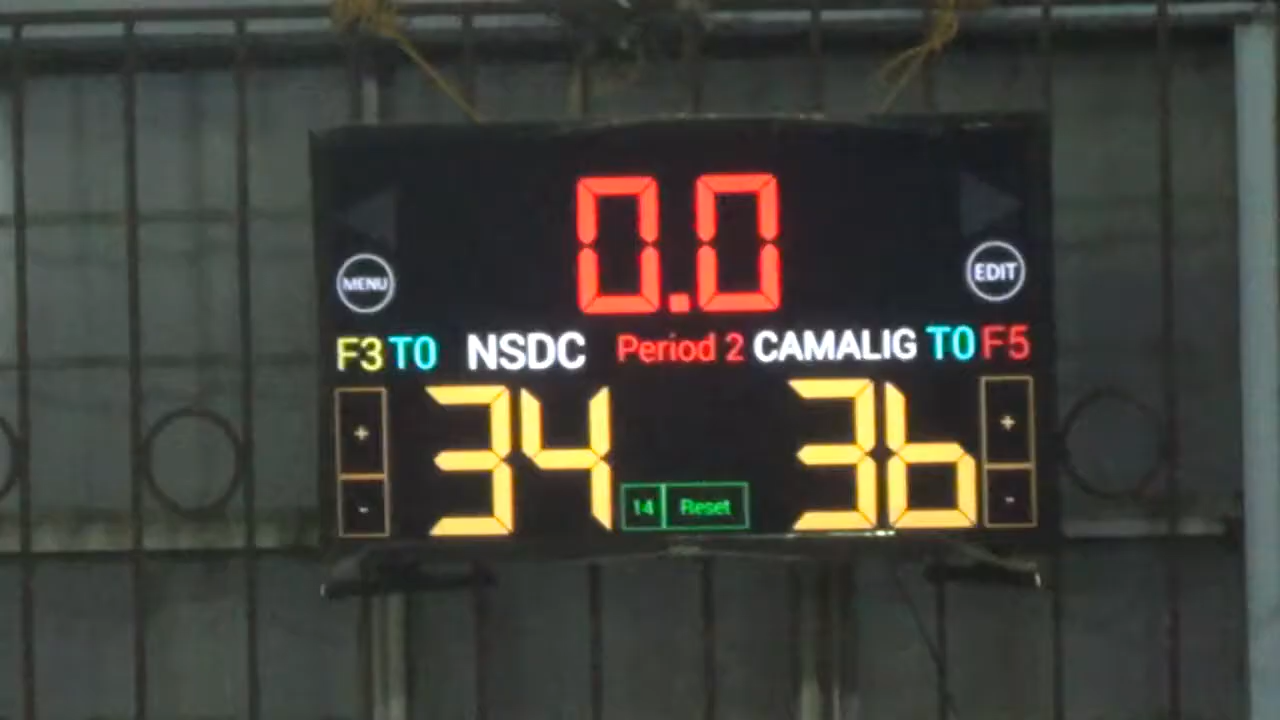 0.0
MENU
EDIT
F3 T0 NSDC Period 2 CAMALIG T0 F5
34 36
+ +
- -
14 Reset